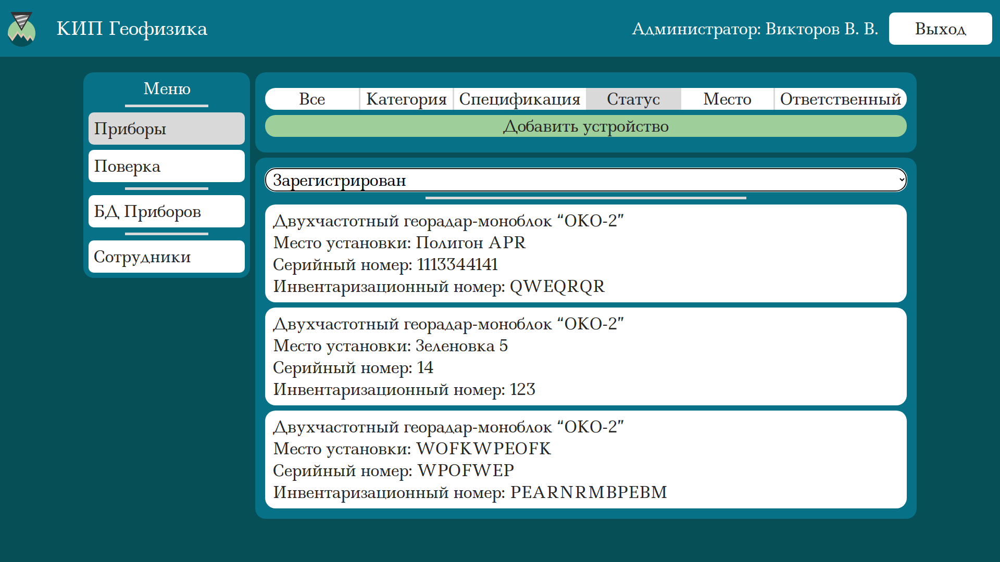 КИП Геофизика
Администратор: Викторов В. В.
Выход
Меню
Приборы
Поверка
БД Приборов
Сотрудники
Все
Категория
Спецификация
Статус
Место
Ответственный
Добавить устройство
Зарегистрирован
Двухчастотный георадар-моноблок “ОКО-2”
Место установки: Полигон APR
Серийный номер: 1113344141
Инвентаризационный номер: QWEQRQR
Двухчастотный георадар-моноблок “ОКО-2”
Место установки: Зеленовка 5
Серийный номер: 14
Инвентаризационный номер: 123
Двухчастотный георадар-моноблок “ОКО-2”
Место установки: WOFKWPEOFK
Серийный номер: WPOFWEP
Инвентаризационный номер: PEARNRMBPEBM